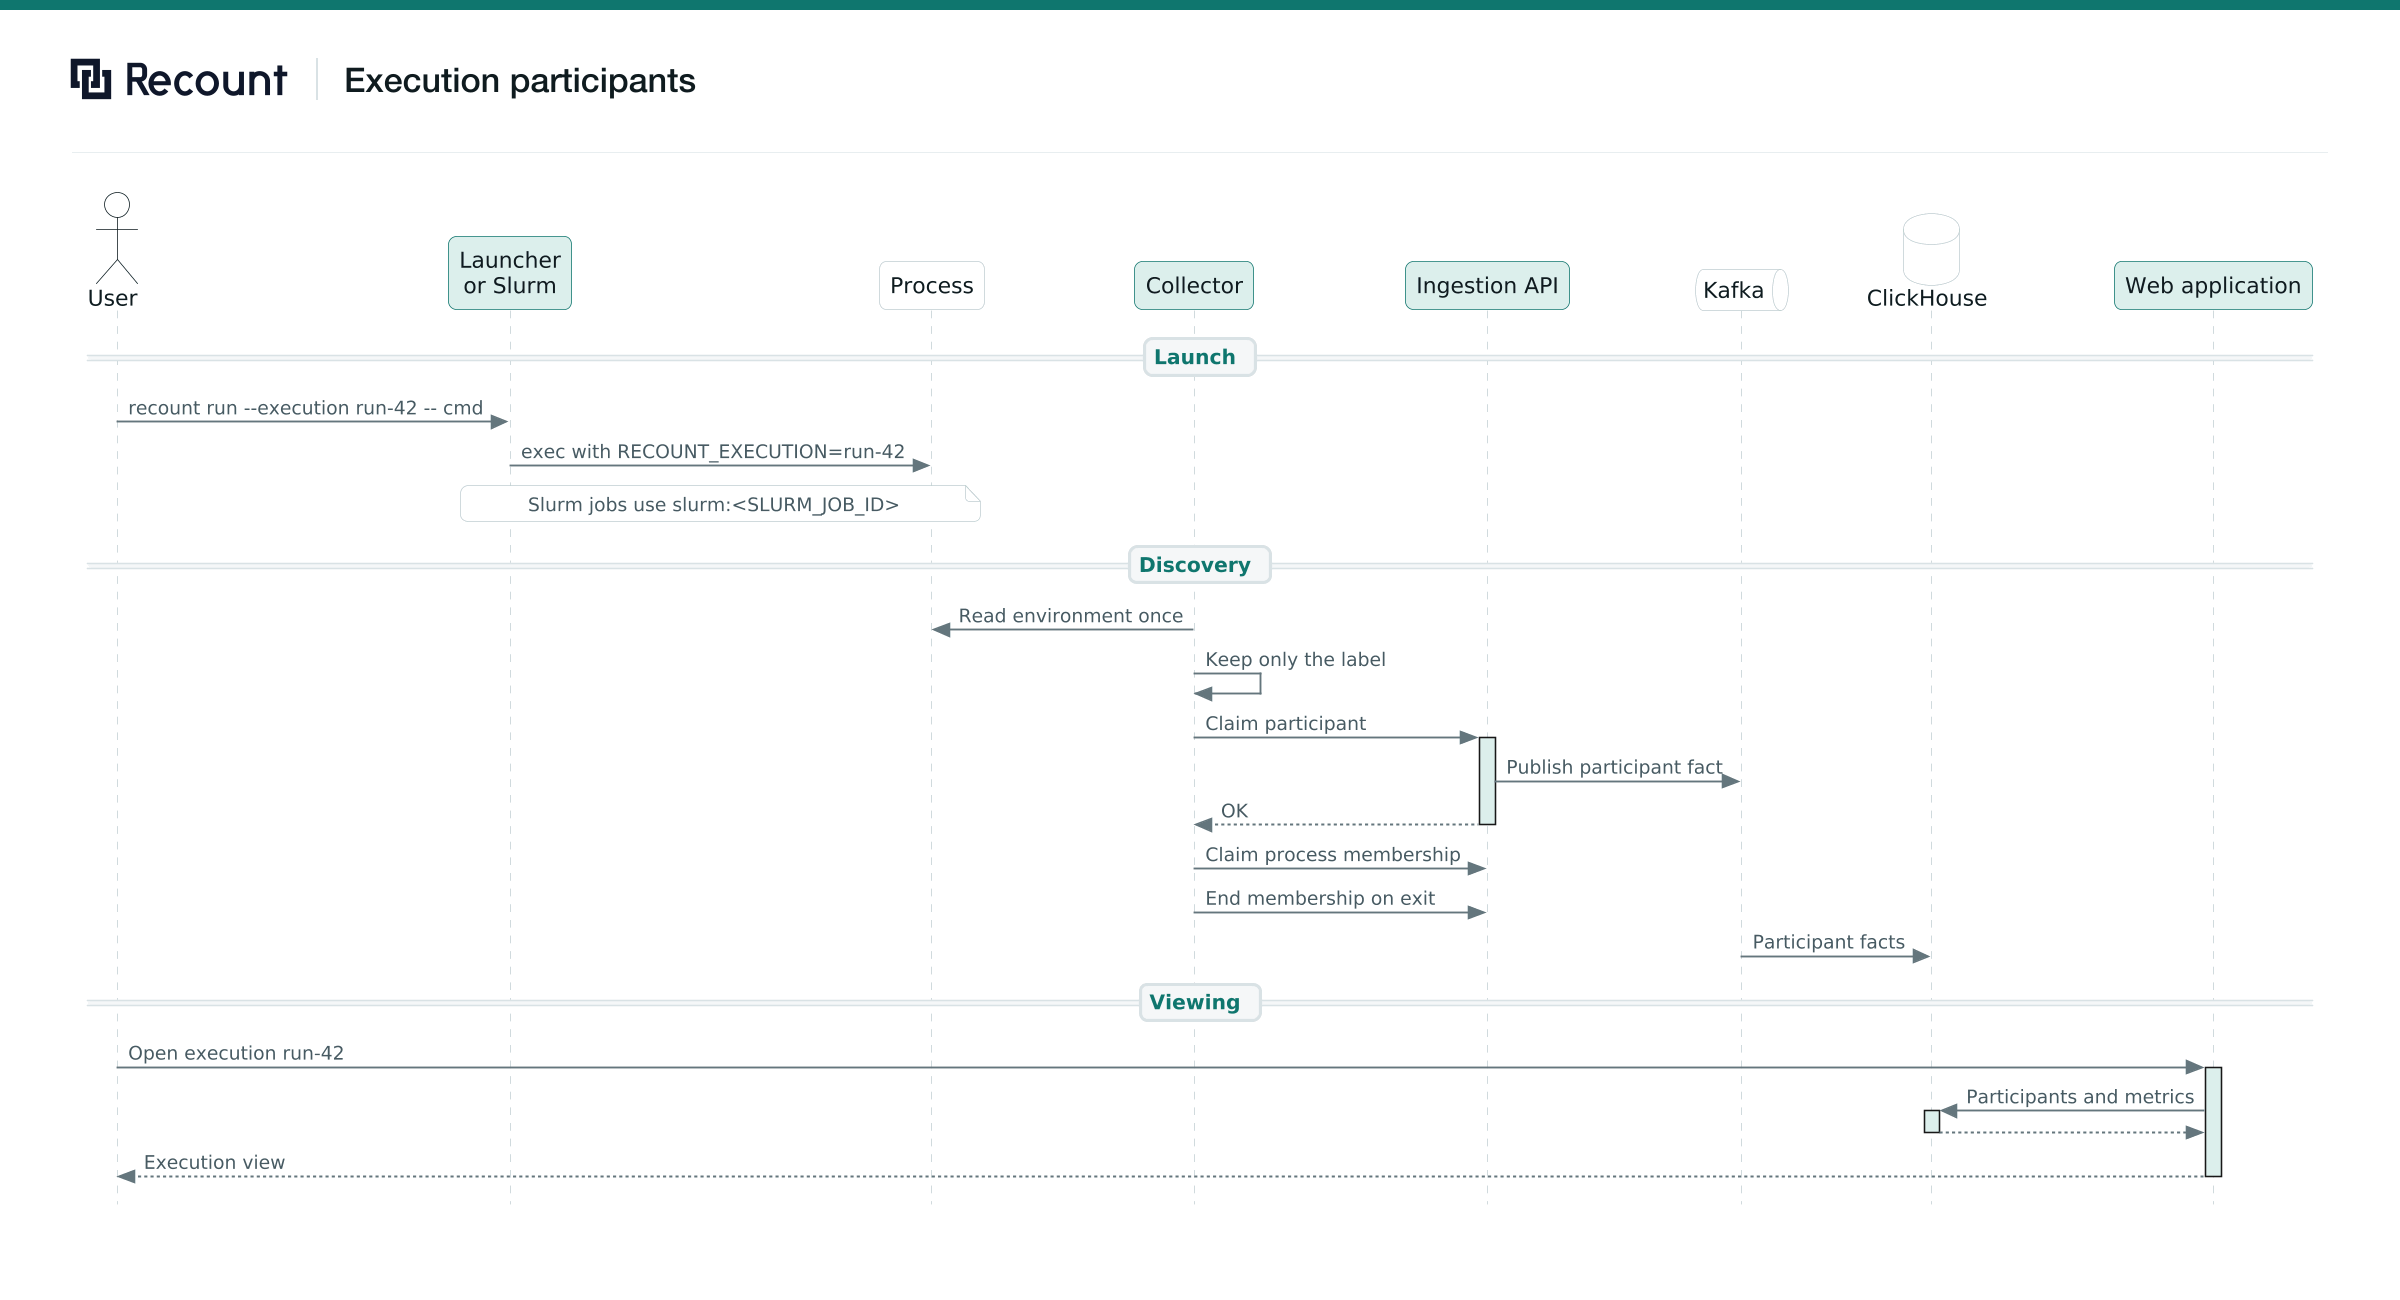 Recount
Execution participants
User
Launcher
or Slurm
Process
Collector
Ingestion API
Kafka
ClickHouse
Web application
Launch
recount run --execution run-42 -- cmd
exec with RECOUNT_EXECUTION=run-42
Slurm jobs use slurm:<SLURM_JOB_ID>
Discovery
Read environment once
Keep only the label
Claim participant
Publish participant fact
OK
Claim process membership
End membership on exit
Participant facts
Viewing
Open execution run-42
Participants and metrics
Execution view